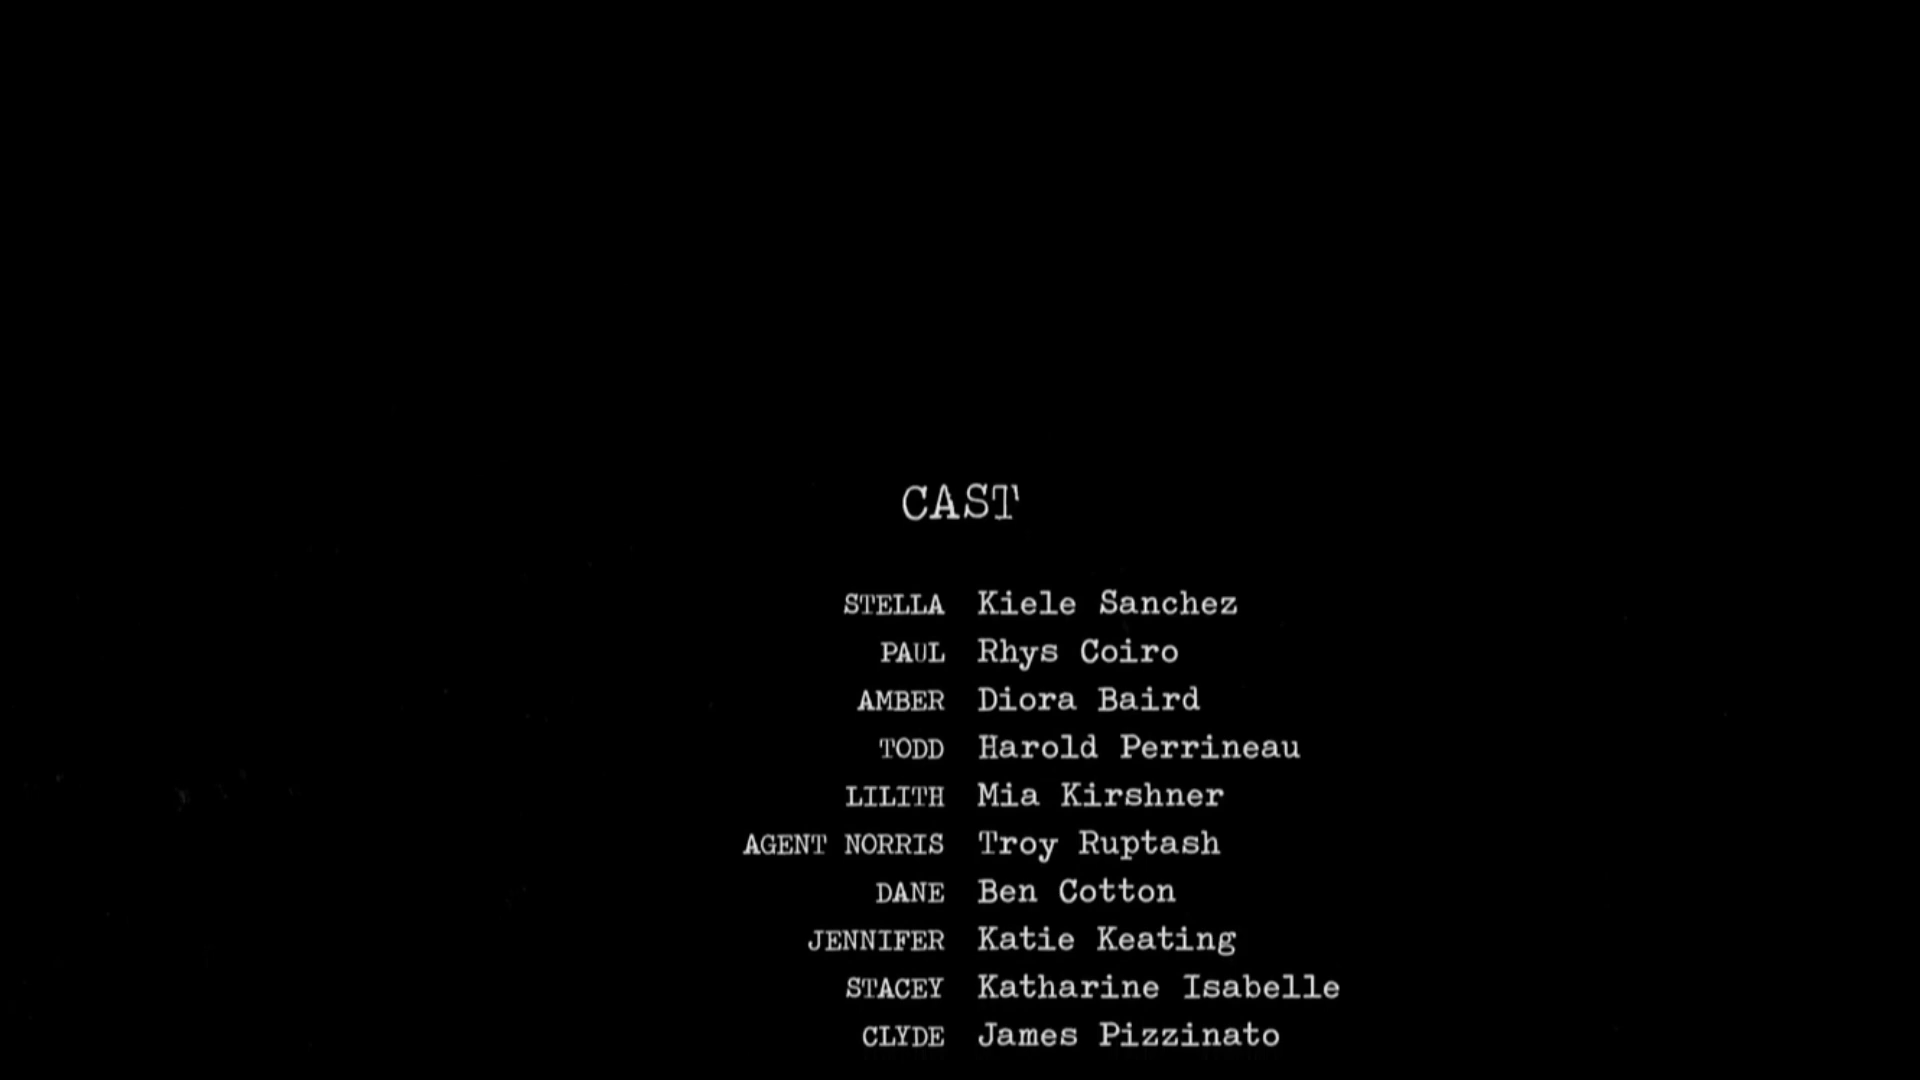 CAST
STELLA Kiele Sanchez
PAUL Rhys Coiro
AMBER Diora Baird
TODD Harold Perrineau
LILITH Mia Kirshner
AGENT NORRIS Troy Ruptash
DANE Ben Cotton
JENNIFER Katie Keating
STACEY Katharine Isabelle
CLYDE James Pizzinato